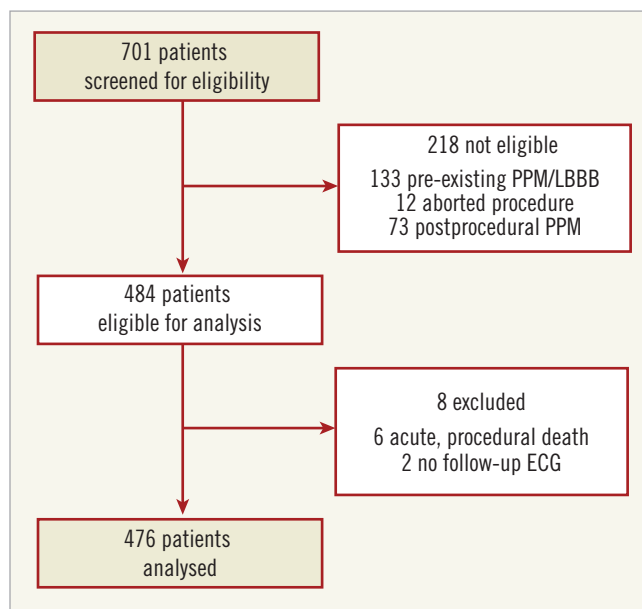 701 patients
screened for eligibility
218 not eligible
133 pre-existing PPM/LBBB
12 aborted procedure
73 postprocedural PPM
484 patients
eligible for analysis
8 excluded
6 acute, procedural death
2 no follow-up ECG
476 patients
analysed